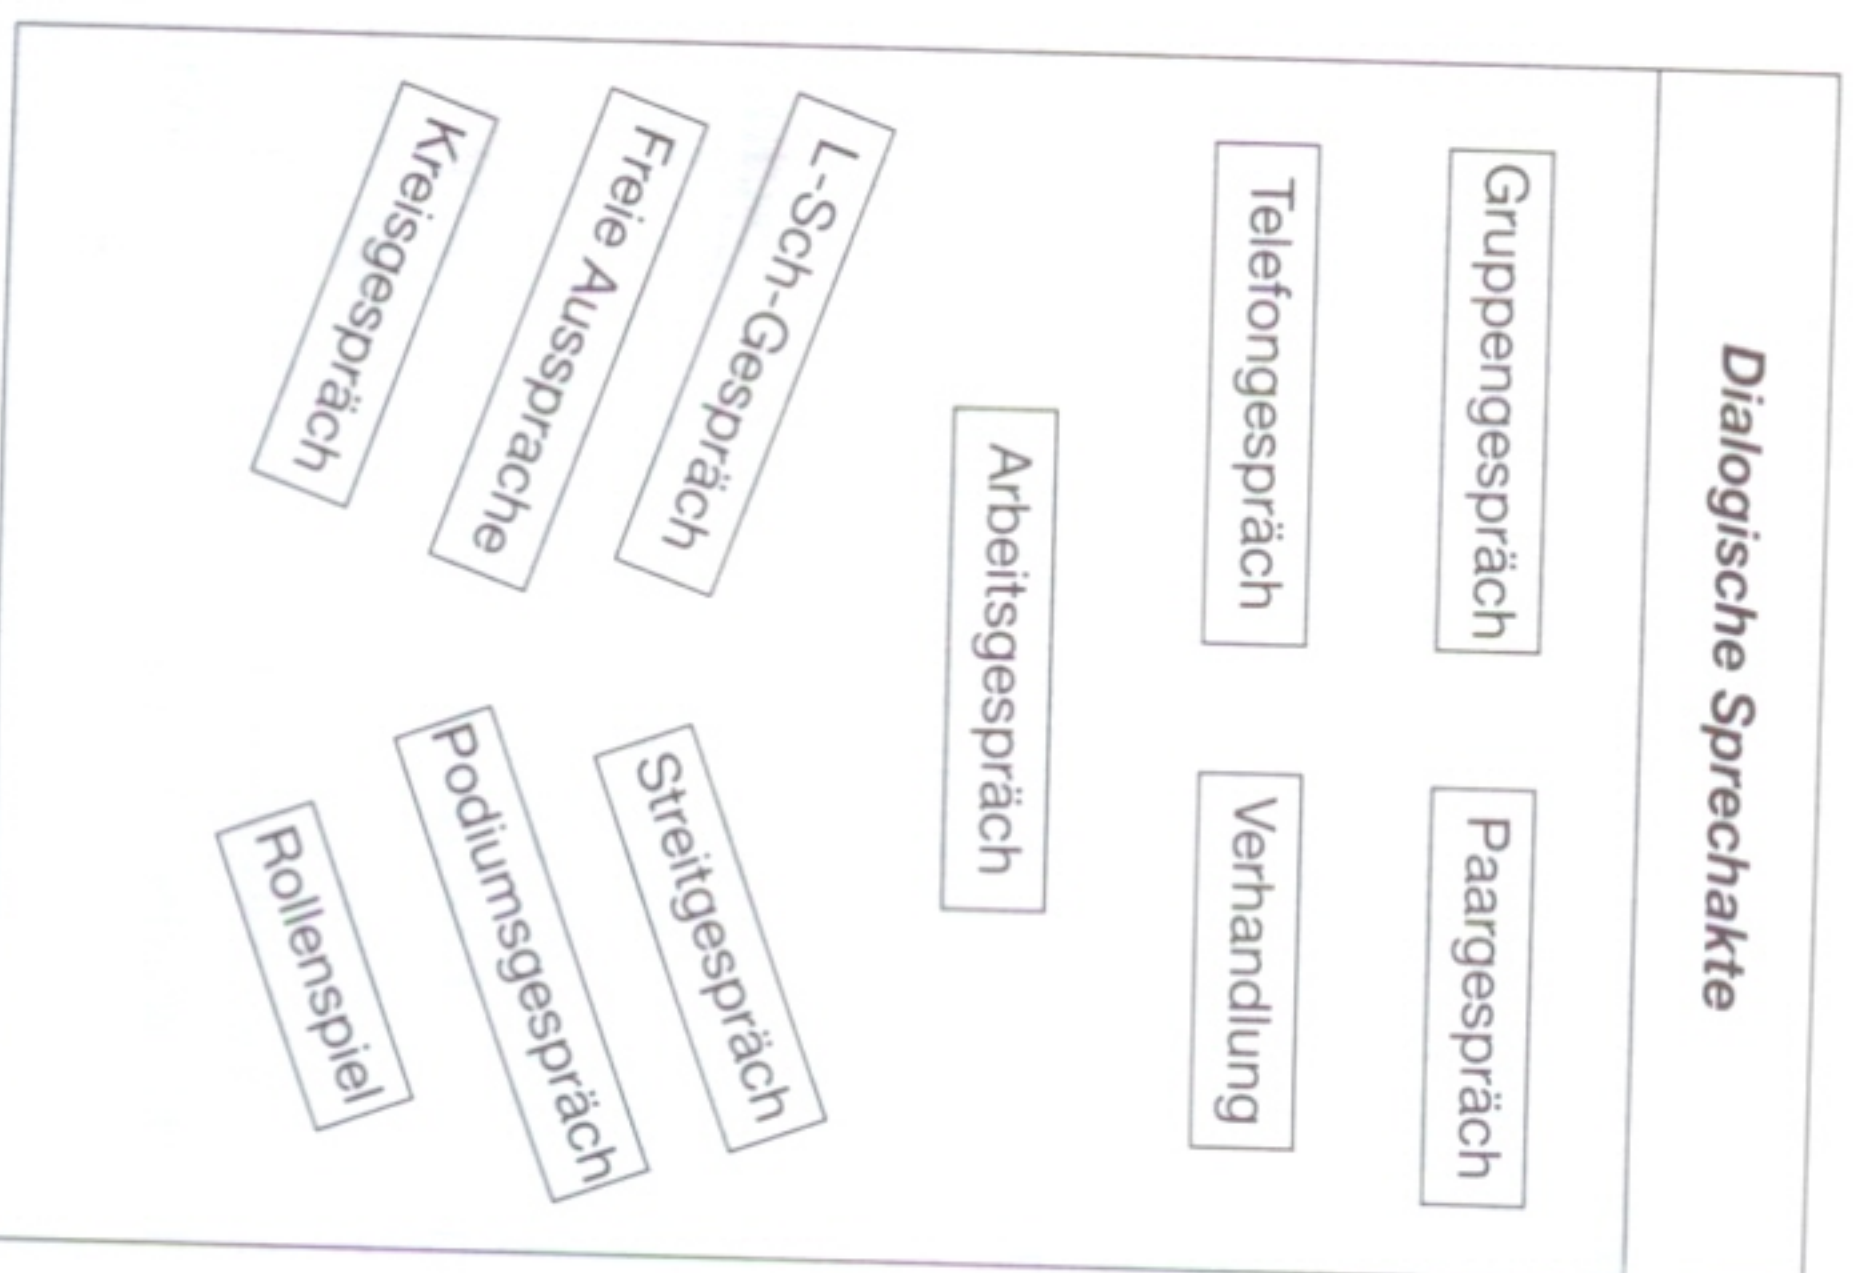 Dialogische Sprechakte
Gruppengespräch
Paargespräch
Telefongespräch
Verhandlung
Arbeitsgespräch
L-Sch-Gespräch
Streitgespräch
Freie Aussprache
Podiumsgespräch
Kreisgespräch
Rollenspiel